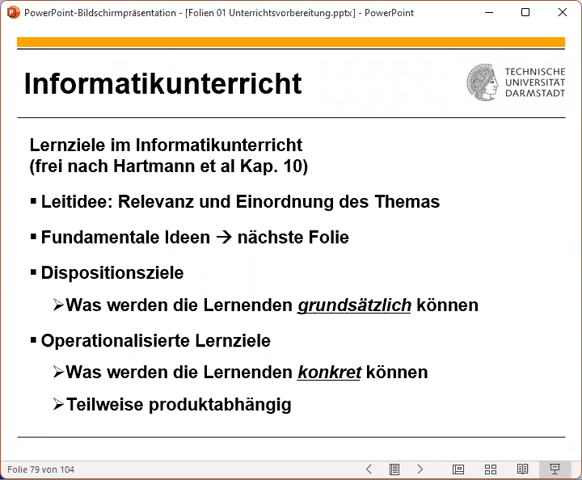 PowerPoint-Bildschirmpräsentation - [Folien 01 Unterrichtsvorbereitung.pptx] - PowerPoint
Informatikunterricht
TECHNISCHE
UNIVERSITÄT
DARMSTADT
Lernziele im Informatikunterricht
(frei nach Hartmann et al Kap. 10)
▪ Leitidee: Relevanz und Einordnung des Themas
▪ Fundamentale Ideen → nächste Folie
▪ Dispositionsziele
➢Was werden die Lernenden grundsätzlich können
▪ Operationalisierte Lernziele
➢Was werden die Lernenden konkret können
➢Teilweise produktabhängig
Folie 79 von 104